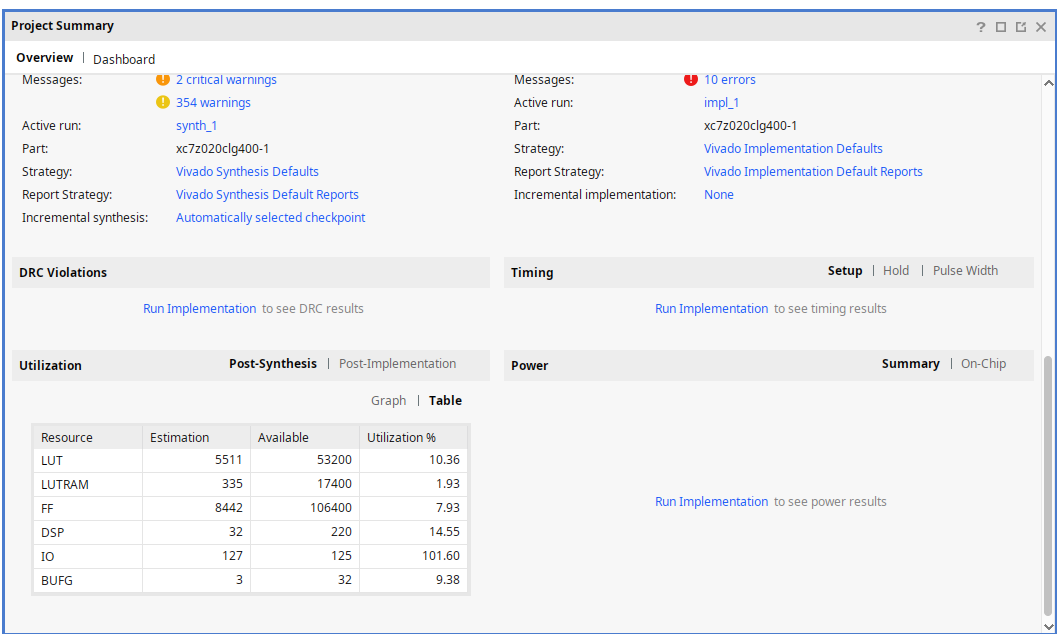 Project Summary
Overview | Dashboard
Messages: 2 critical warnings
354 warnings
Active run: synth_1
Part: xc7z020clg400-1
Strategy: Vivado Synthesis Defaults
Report Strategy: Vivado Synthesis Default Reports
Incremental synthesis: Automatically selected checkpoint
Messages: 10 errors
Active run: impl_1
Part: xc7z020clg400-1
Strategy: Vivado Implementation Defaults
Report Strategy: Vivado Implementation Default Reports
Incremental implementation: None
DRC Violations
Run Implementation to see DRC results
Timing Setup | Hold | Pulse Width
Run Implementation to see timing results
Utilization Post-Synthesis | Post-Implementation
Graph | Table
Resource Estimation Available Utilization %
LUT 5511 53200 10.36
LUTRAM 335 17400 1.93
FF 8442 106400 7.93
DSP 32 220 14.55
IO 127 125 101.60
BUFG 3 32 9.38
Power Summary | On-Chip
Run Implementation to see power results